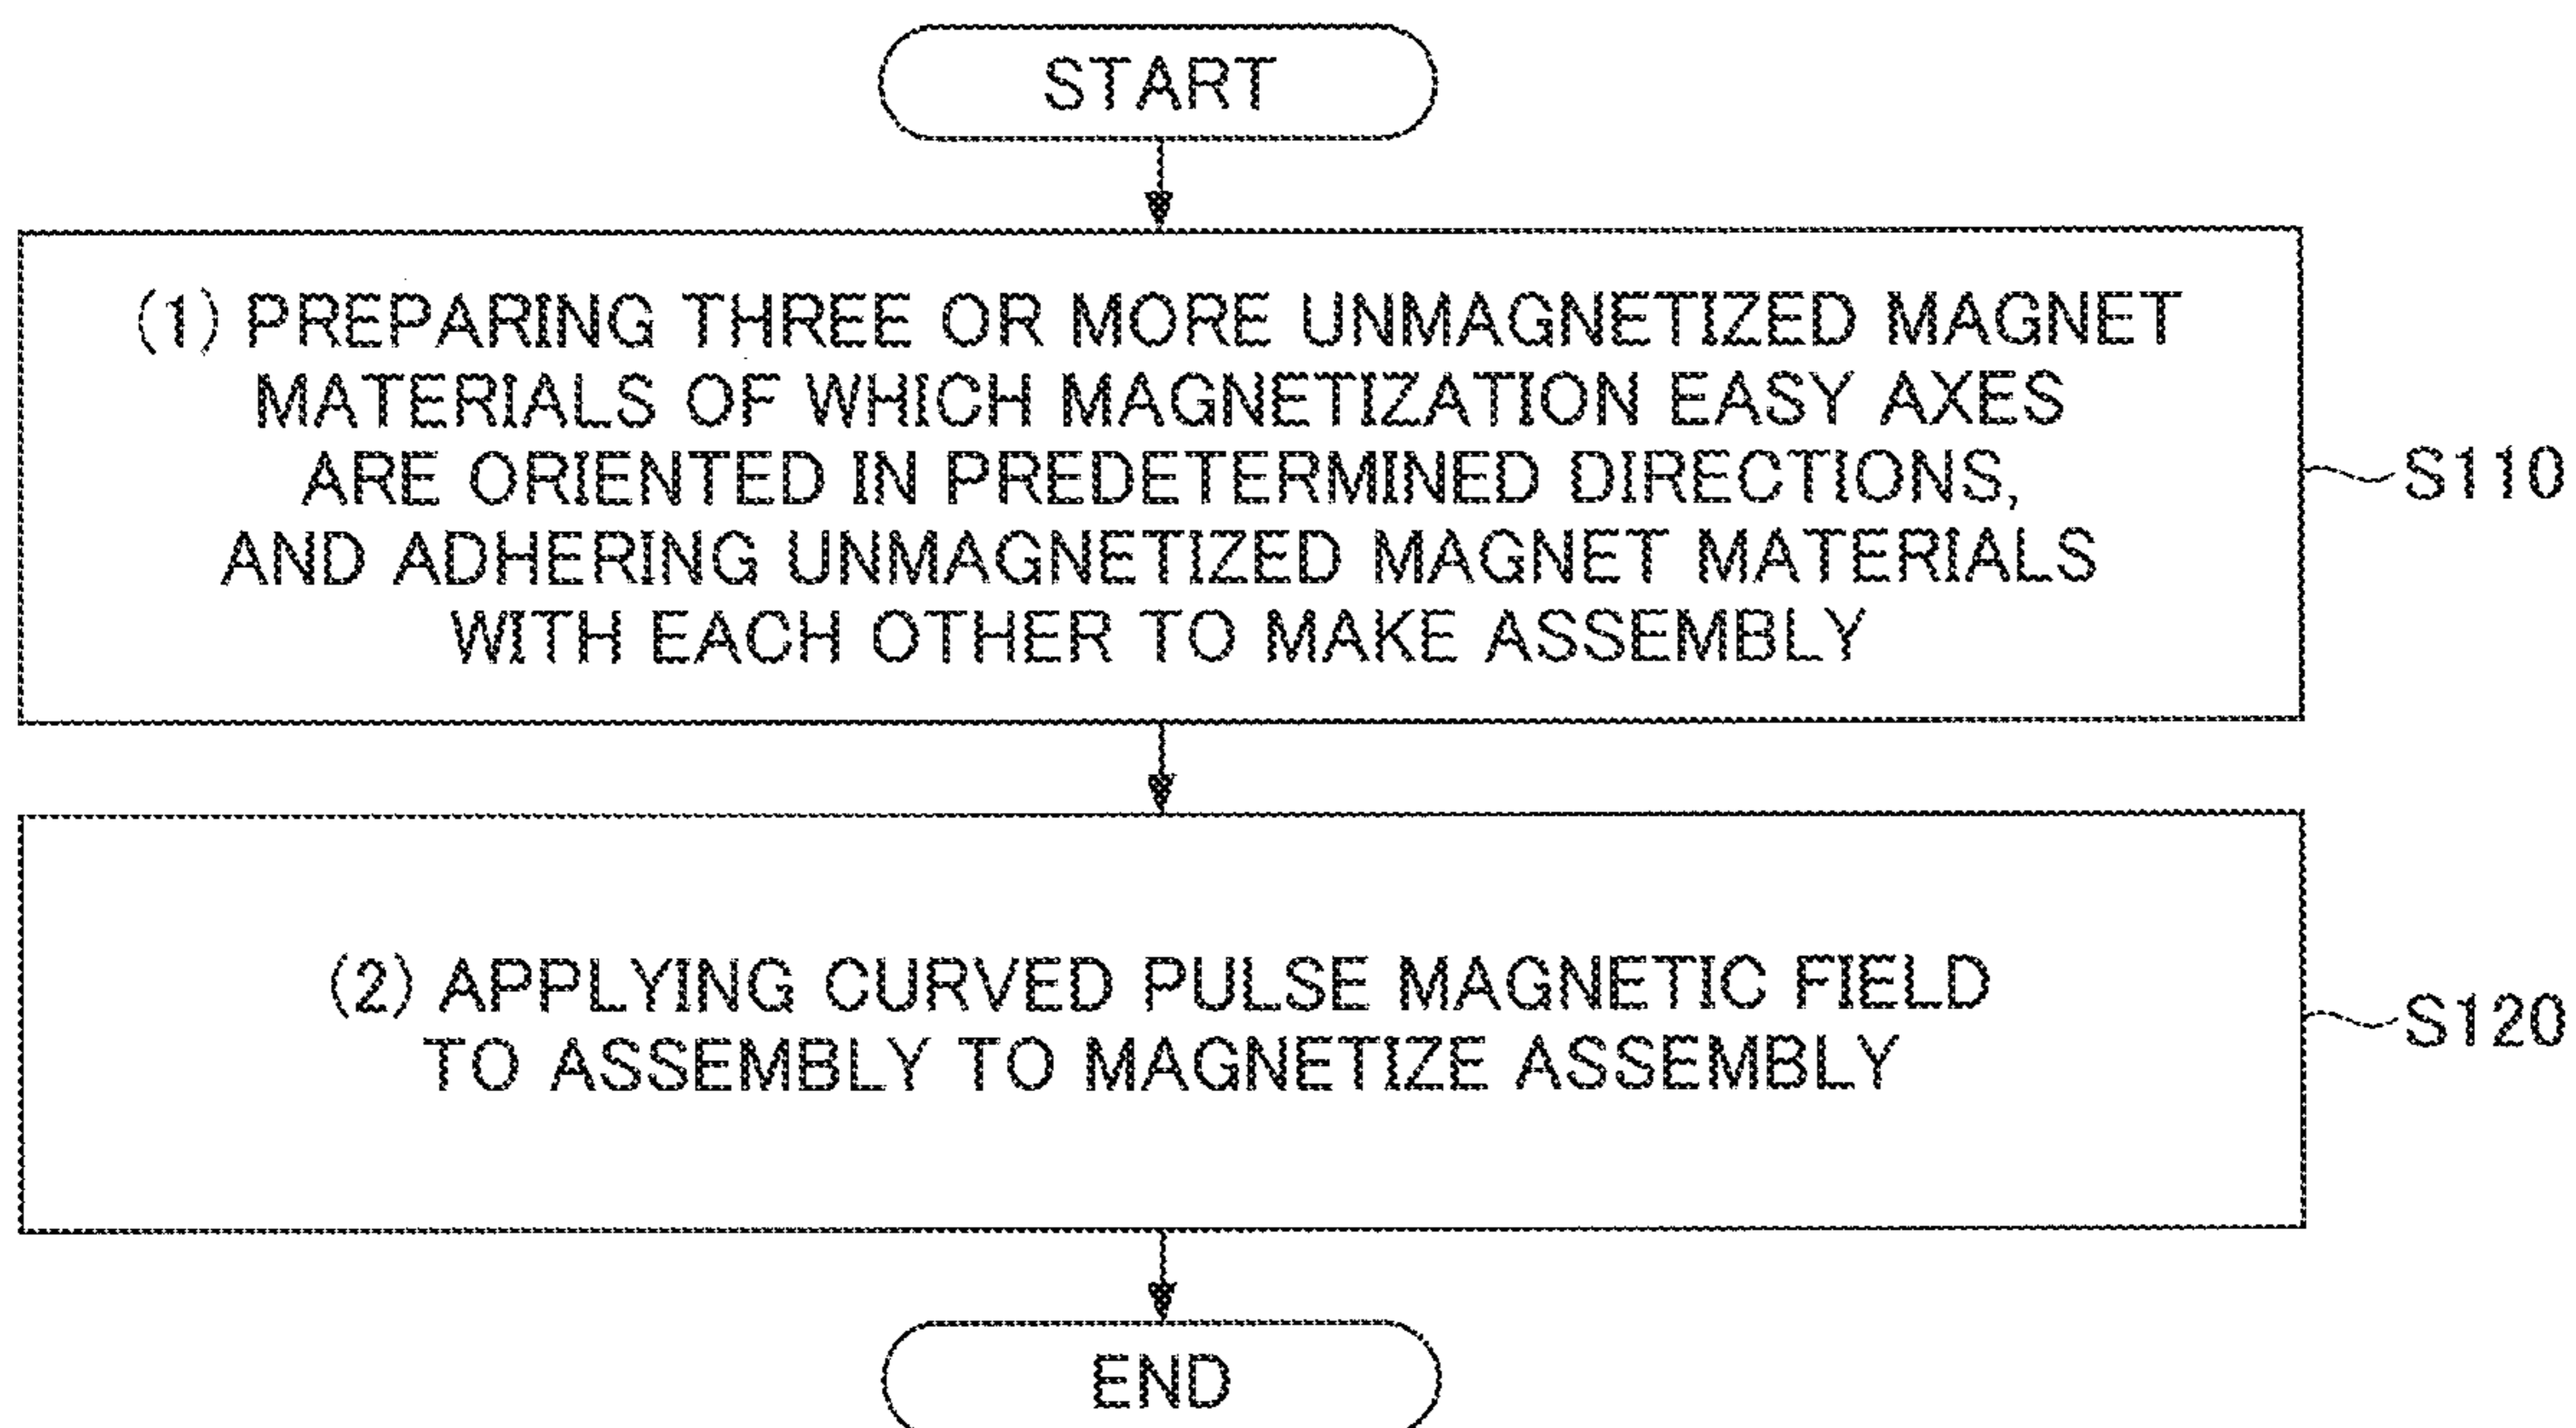 START
(1) PREPARING THREE OR MORE UNMAGNETIZED MAGNET
MATERIALS OF WHICH MAGNETIZATION EASY AXES
ARE ORIENTED IN PREDETERMINED DIRECTIONS,
AND ADHERING UNMAGNETIZED MAGNET MATERIALS
WITH EACH OTHER TO MAKE ASSEMBLY
S110
(2) APPLYING CURVED PULSE MAGNETIC FIELD
TO ASSEMBLY TO MAGNETIZE ASSEMBLY
S120
END